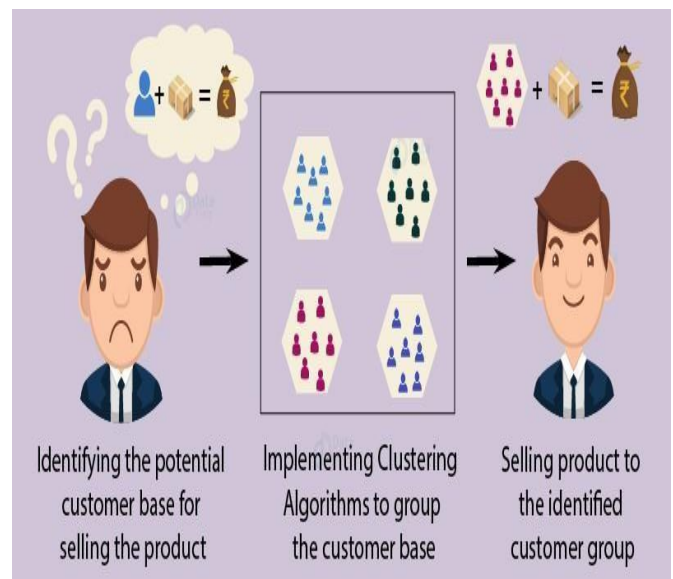 + = ₹
+ = ₹
? ?
Identifying the potential
customer base for
selling the product
Implementing Clustering
Algorithms to group
the customer base
Selling product to
the identified
customer group